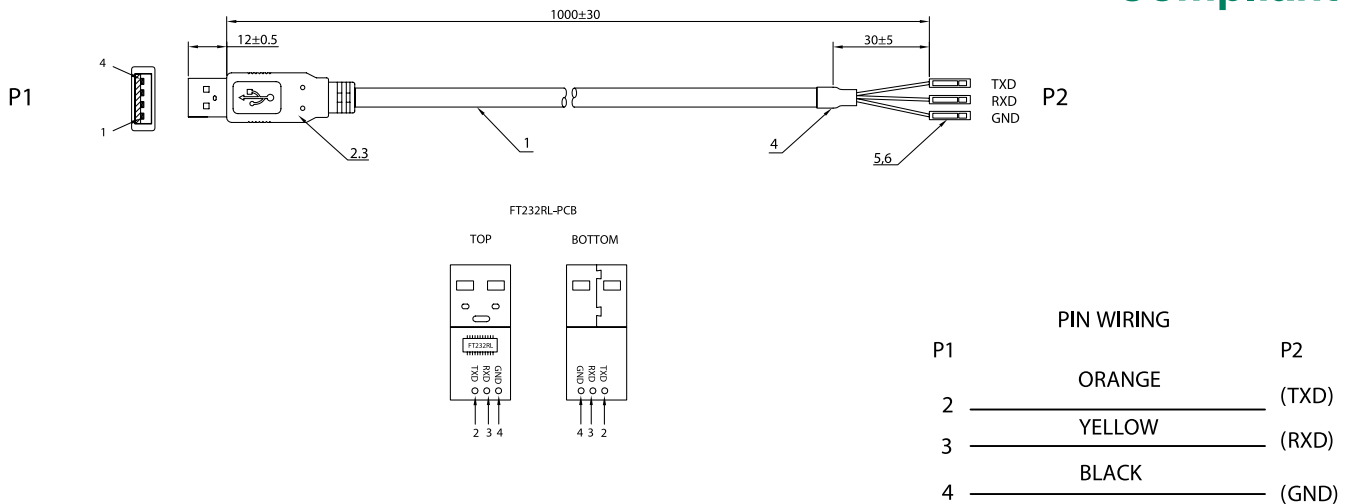 1000±30
12±0.5
30±5
4
P1
1
TXD
RXD
GND
P2
2.3
1
4
5,6
FT232RL-PCB
TOP
BOTTOM
FT232RL
TXD
RXD
GND
2 3 4
GND
RXD
TXD
4 3 2
PIN WIRING
P1
P2
2
ORANGE
(TXD)
3
YELLOW
(RXD)
4
BLACK
(GND)